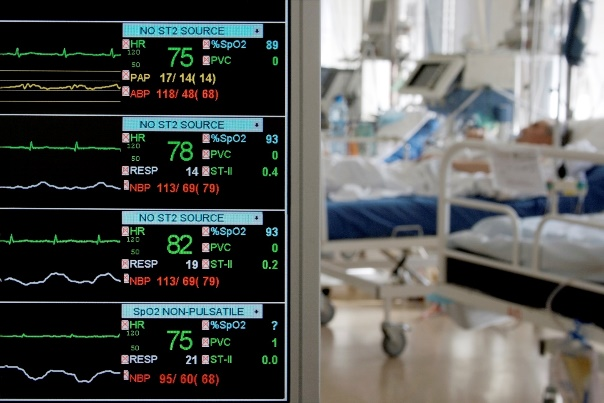 NO ST2 SOURCE
HR 75 %SpO2 89
120
50
PVC 0
PAP 17/ 14( 14)
ABP 118/ 48( 68)
NO ST2 SOURCE
HR 78 %SpO2 93
120
50
PVC 0
RESP 14 ST-II 0.4
NBP 113/ 69( 79)
NO ST2 SOURCE
HR 82 %SpO2 93
120
50
PVC 0
RESP 19 ST-II 0.2
NBP 113/ 69( 79)
SpO2 NON-PULSATILE
HR 75 %SpO2 ?
120
50
PVC 1
RESP 21 ST-II 0.0
NBP 95/ 60( 68)